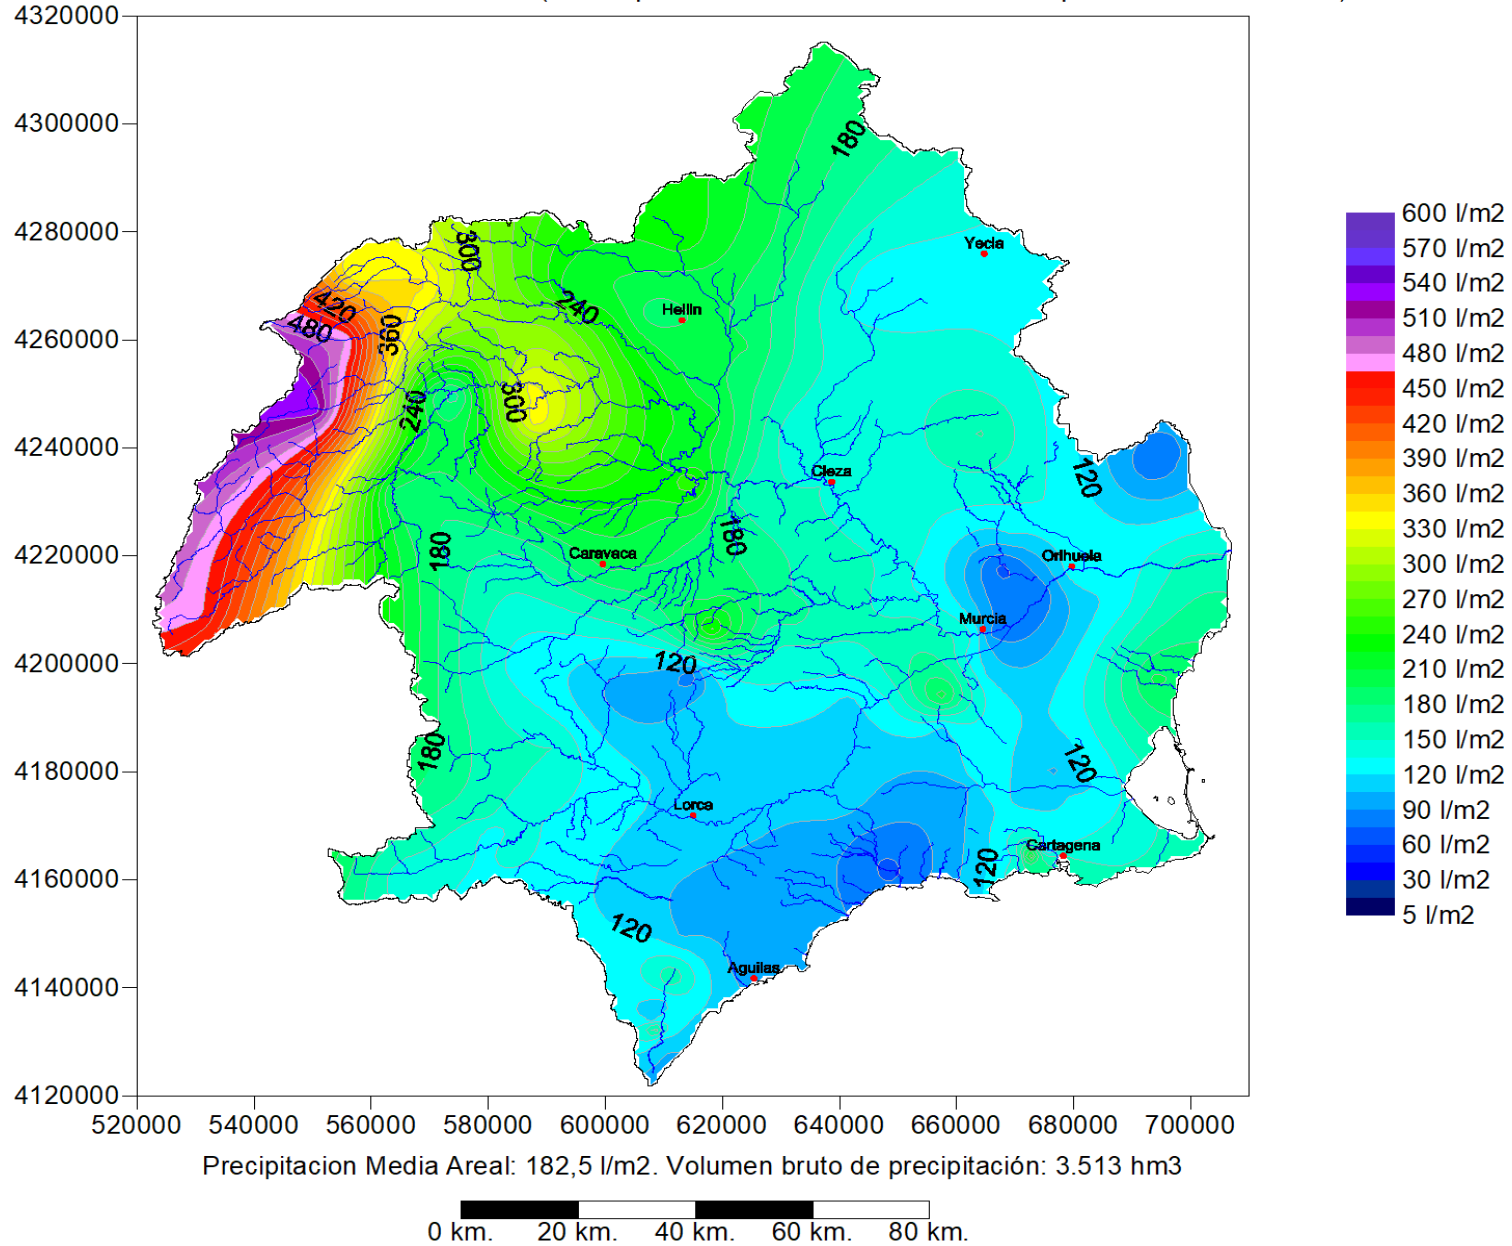 4320000
4300000
180
4280000
300
Yecla
600 l/m2
570 l/m2
540 l/m2
510 l/m2
480 l/m2
450 l/m2
420 l/m2
390 l/m2
360 l/m2
330 l/m2
300 l/m2
270 l/m2
240 l/m2
210 l/m2
180 l/m2
150 l/m2
120 l/m2
90 l/m2
60 l/m2
30 l/m2
5 l/m2
420
240
Hellin
4260000
480
360
300
240
4240000
Cieza
120
180
180
4220000
Caravaca
Orihuela
Murcia
4200000
120
180
120
4180000
Lorca
Cartagena
120
4160000
120
Aguilas
4140000
4120000
520000
540000
560000
580000
600000
620000
640000
660000
680000
700000
Precipitacion Media Areal: 182,5 l/m2. Volumen bruto de precipitación: 3.513 hm3
0 km.
20 km.
40 km.
60 km.
80 km.